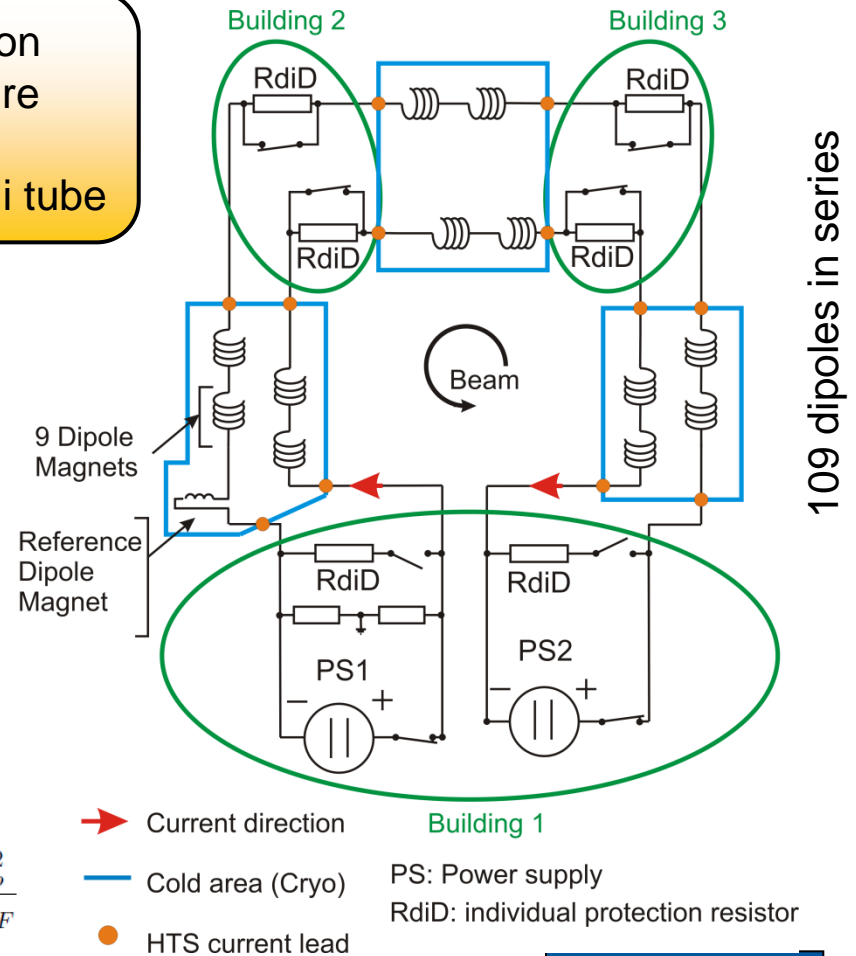 on
re
i tube
Building 2
Building 3
RdiD
RdiD
RdiD
RdiD
109 dipoles in series
Beam
9 Dipole
Magnets
Reference
Dipole
Magnet
RdiD
RdiD
PS1
PS2
− +
− +
Building 1
Current direction
Cold area (Cryo)
HTS current lead
PS: Power supply
RdiD: individual protection resistor
F